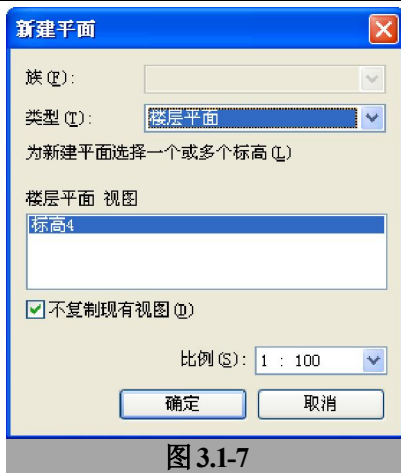 新建平面
族(F):
类型(T): 楼层平面
为新建平面选择一个或多个标高(L)
楼层平面 视图
标高4
不复制现有视图(D)
比例(S): 1 : 100
确定 取消
图 3.1-7